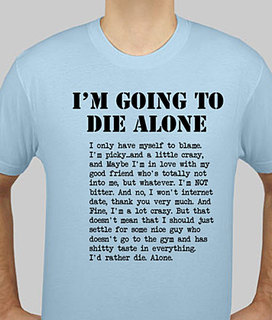 I'M GOING TO
DIE ALONE
I only have myself to blame.
I'm picky…and a little crazy,
and Maybe I'm in love with my
good friend who's totally not
into me, but whatever. I'm NOT
bitter. And no, I won't internet
date, thank you very much. And
Fine, I'm a lot crazy. But that
doesn't mean that I should just
settle for some nice guy who
doesn't go to the gym and has
shitty taste in everything.
I'd rather die. Alone.